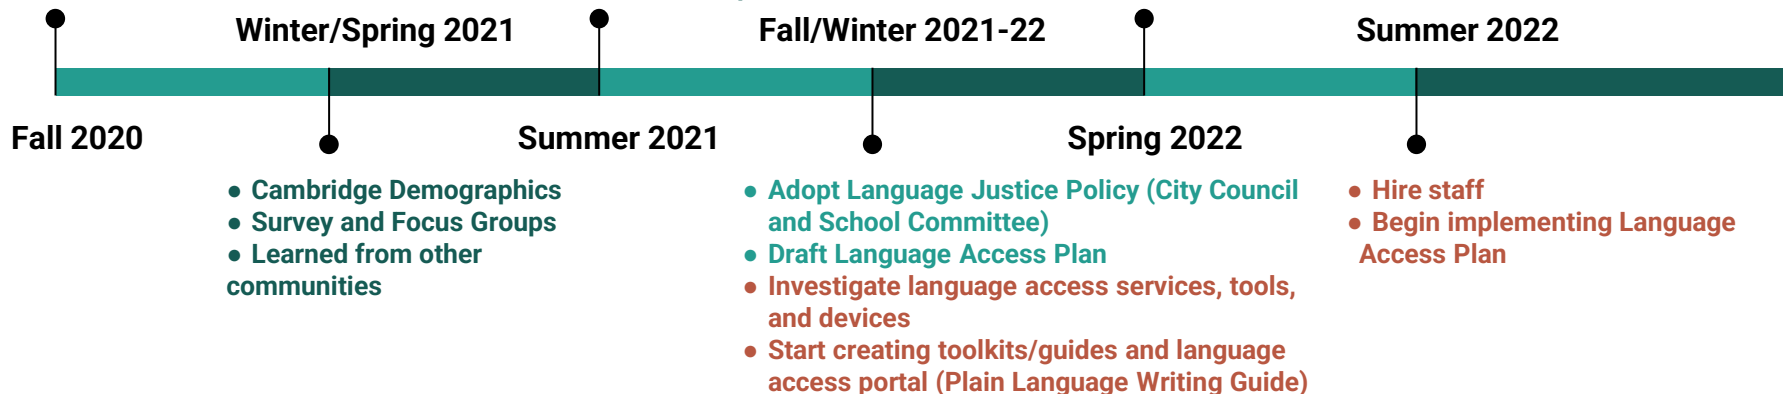 Winter/Spring 2021
Fall/Winter 2021-22
Summer 2022
Fall 2020
Summer 2021
Spring 2022
● Cambridge Demographics
● Survey and Focus Groups
● Learned from other
communities
● Adopt Language Justice Policy (City Council
and School Committee)
● Draft Language Access Plan
● Investigate language access services, tools,
and devices
● Start creating toolkits/guides and language
access portal (Plain Language Writing Guide)
● Hire staff
● Begin implementing Language
Access Plan